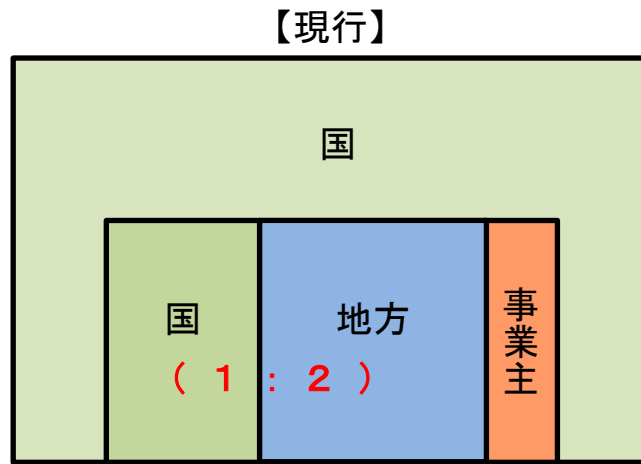 【現行】
国
国
地方
事業主
（１：２）